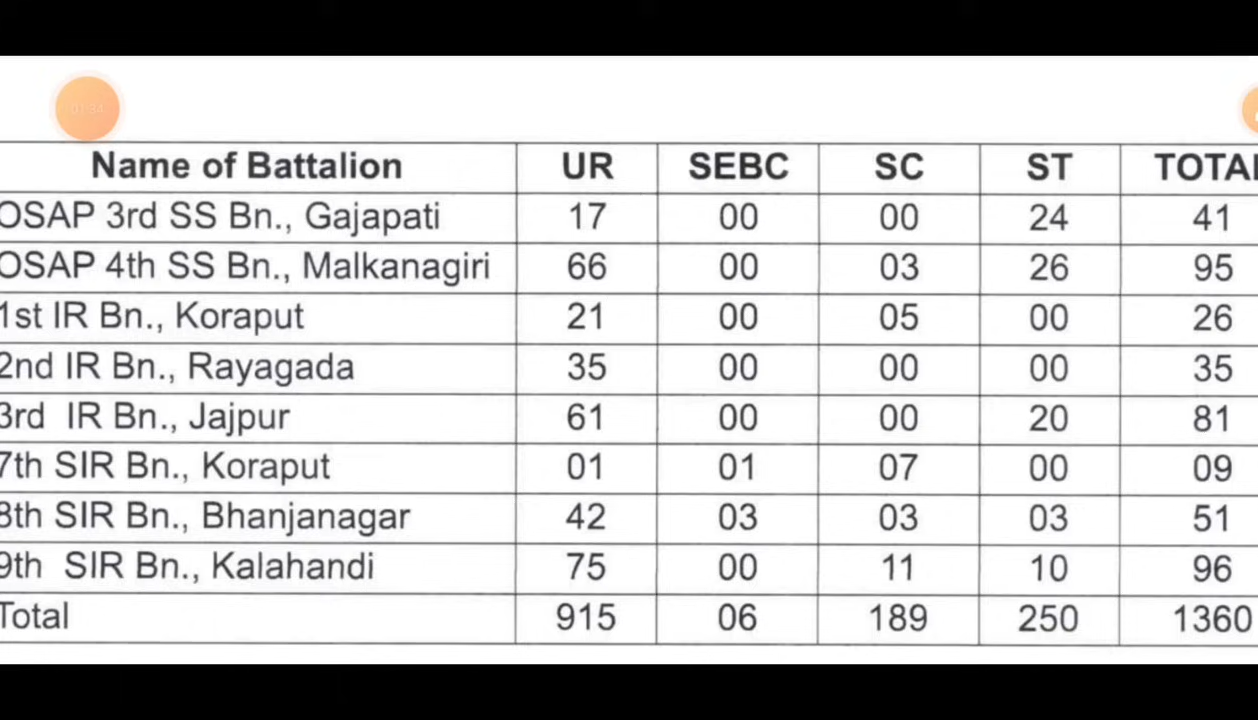 01:34
Name of Battalion UR SEBC SC ST TOTAL
OSAP 3rd SS Bn., Gajapati 17 00 00 24 41
OSAP 4th SS Bn., Malkanagiri 66 00 03 26 95
1st IR Bn., Koraput 21 00 05 00 26
2nd IR Bn., Rayagada 35 00 00 00 35
3rd IR Bn., Jajpur 61 00 00 20 81
7th SIR Bn., Koraput 01 01 07 00 09
8th SIR Bn., Bhanjanagar 42 03 03 03 51
9th SIR Bn., Kalahandi 75 00 11 10 96
Total 915 06 189 250 1360